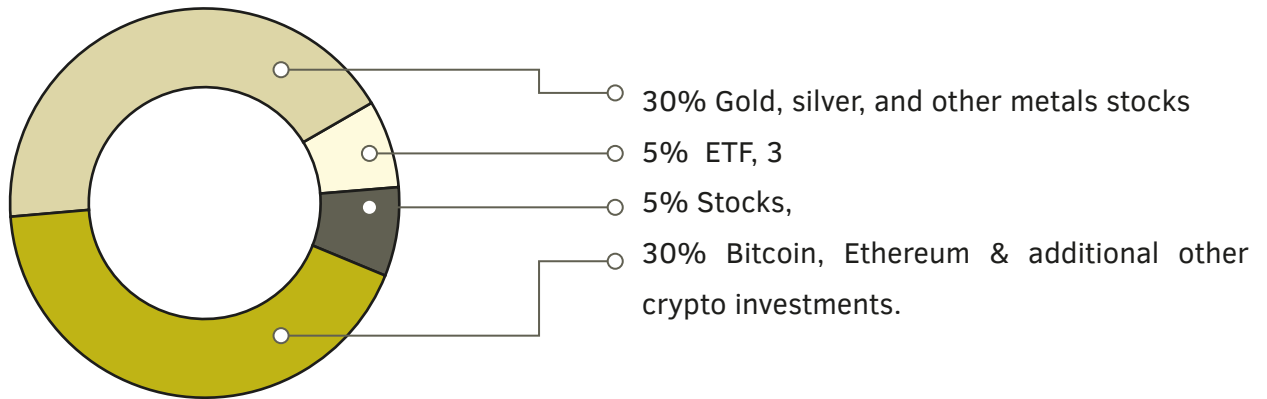 30% Gold, silver, and other metals stocks
5% ETF, 3
5% Stocks,
30% Bitcoin, Ethereum & additional other
crypto investments.